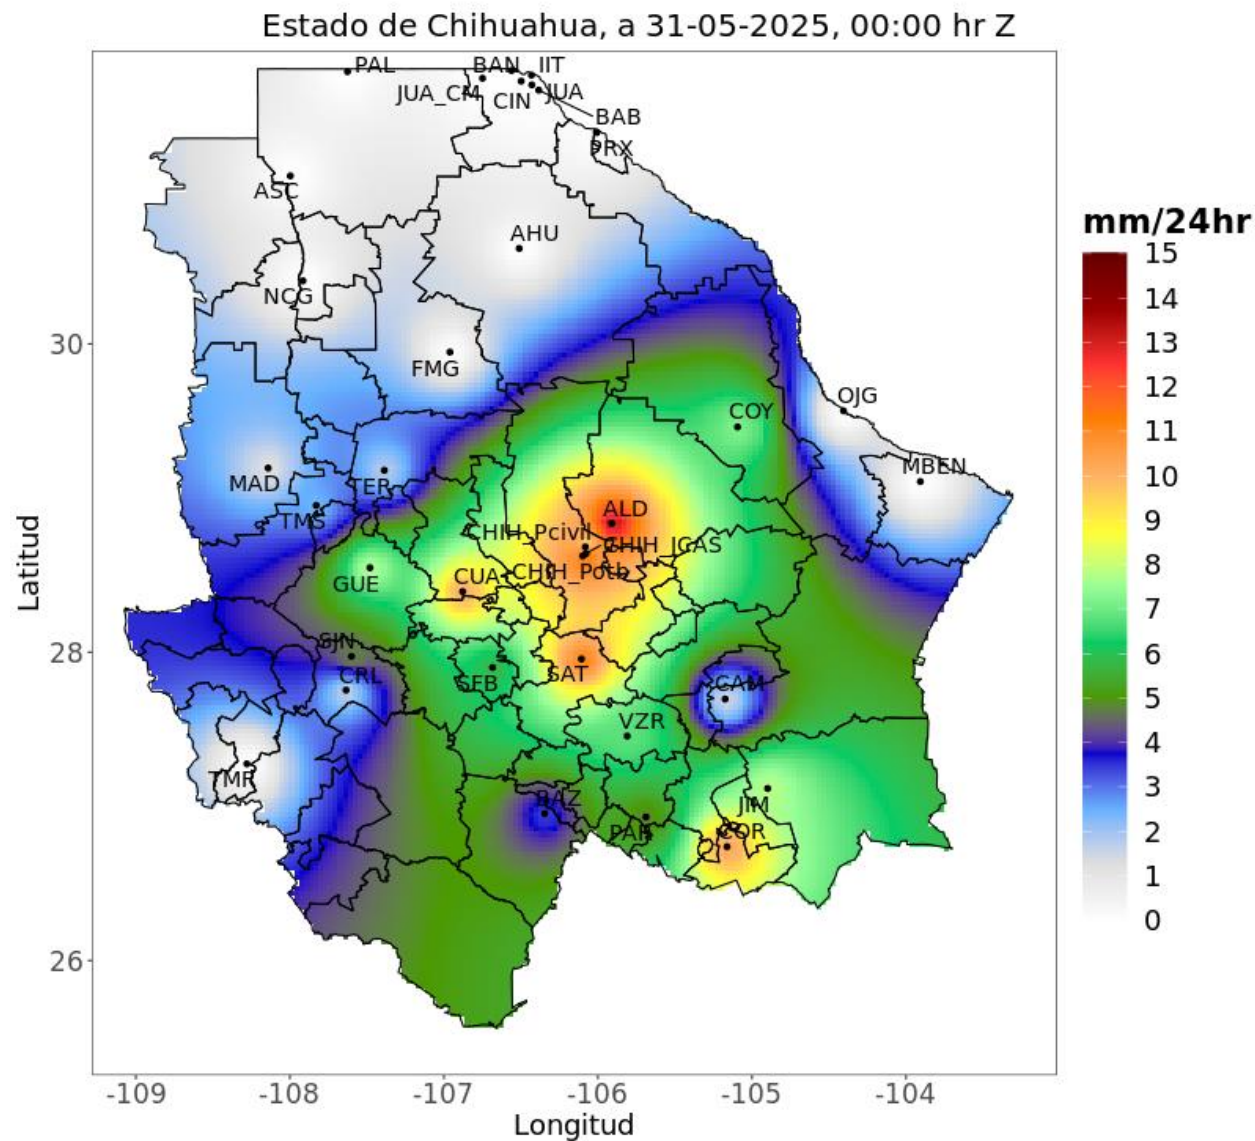 Estado de Chihuahua, a 31-05-2025, 00:00 hr Z
PAL
BAN
IIT
JUA_CM
CIN
JUA
BAB
PRX
ASC
AHU
NCG
FMG
OJG
COY
MAD
TER
MBEN
TMS
ALD
CHIH_Pcivil
CHIH_IGAS
GUE
CUA
CHIH_Potb
SJN
CRL
SFB
SAT
CAM
VZR
TMR
BAZ
JIM
PAR
COR
30
28
26
Latitud
-109
-108
-107
-106
-105
-104
Longitud
mm/24hr
15
14
13
12
11
10
9
8
7
6
5
4
3
2
1
0